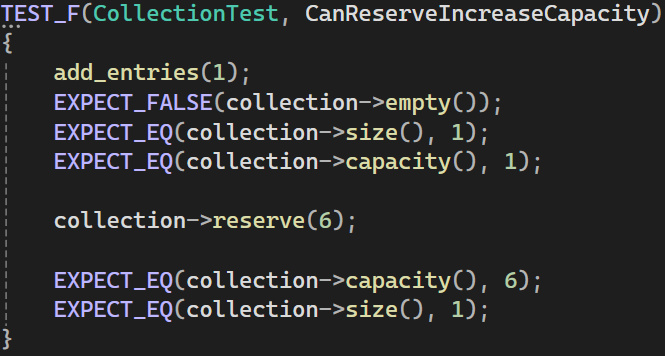 TEST_F(CollectionTest, CanReserveIncreaseCapacity)
{
    add_entries(1);
    EXPECT_FALSE(collection->empty());
    EXPECT_EQ(collection->size(), 1);
    EXPECT_EQ(collection->capacity(), 1);

    collection->reserve(6);

    EXPECT_EQ(collection->capacity(), 6);
    EXPECT_EQ(collection->size(), 1);
}